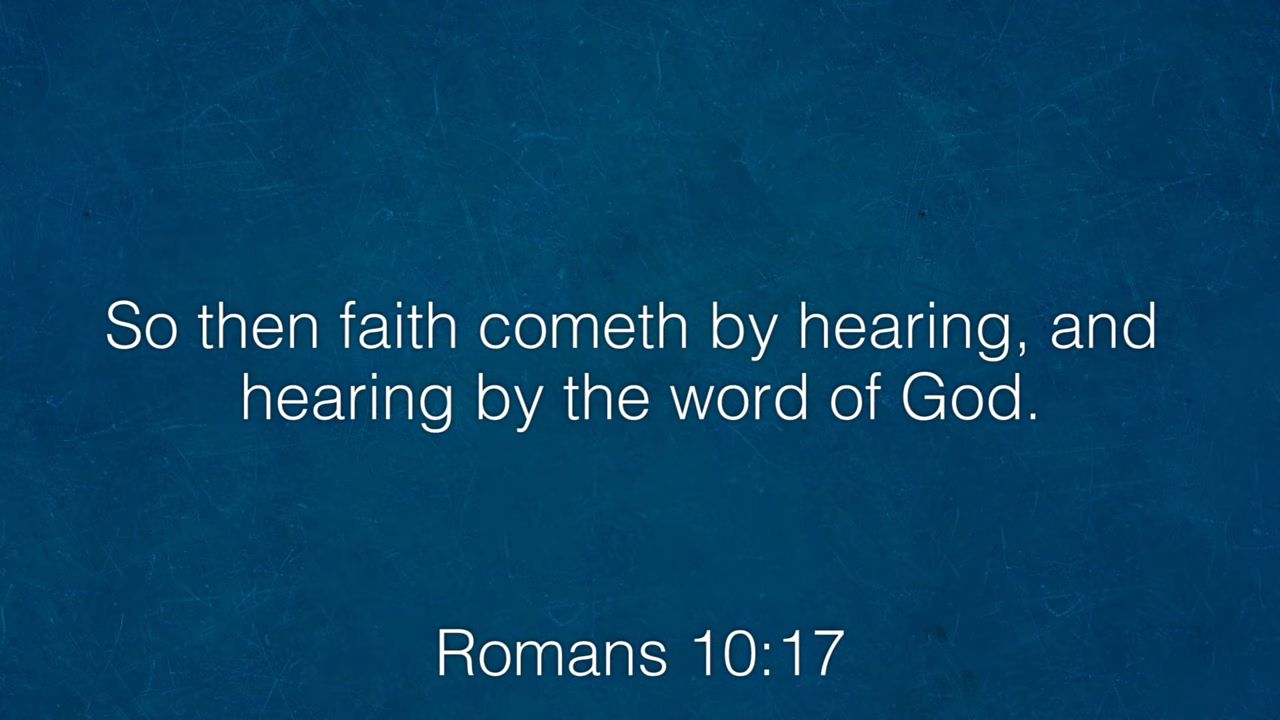 So then faith cometh by hearing, and
hearing by the word of God.
Romans 10:17